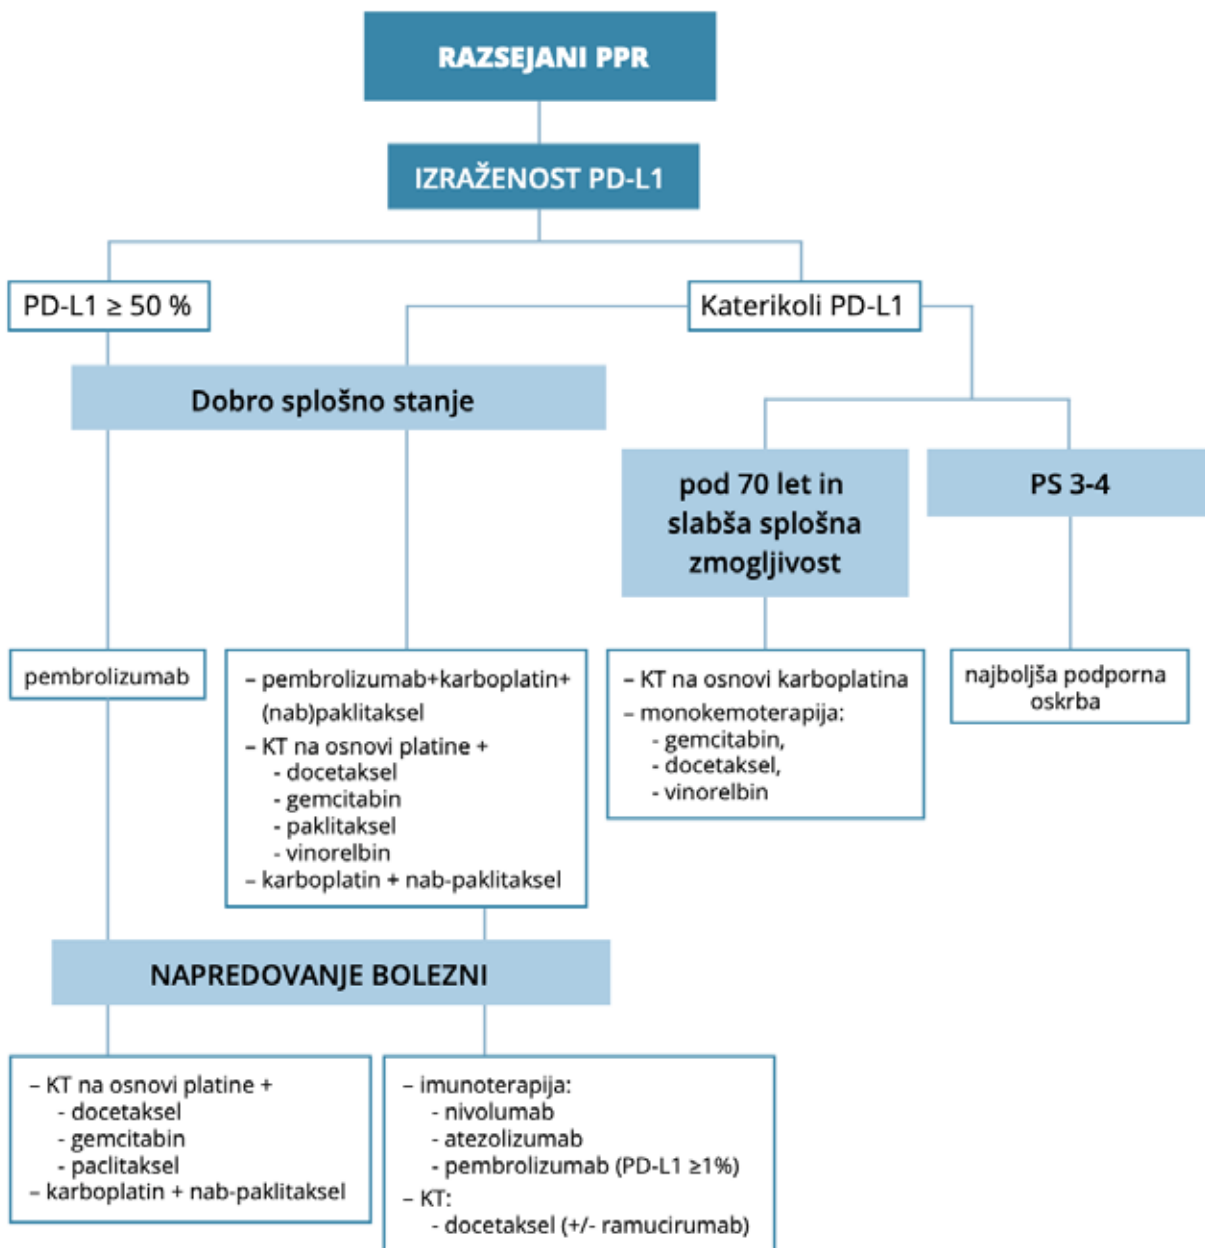 RAZSEJANI PPR
IZRAŽENOST PD-L1
PD-L1 ≥ 50 %
Katerikoli PD-L1
Dobro splošno stanje
pod 70 let in
slabša splošna
zmogljivost
PS 3-4
pembrolizumab
– pembrolizumab+karboplatin+
(nab)paklitaksel
– KT na osnovi platine +
- docetaksel
- gemcitabin
- paklitaksel
- vinorelbin
– karboplatin + nab-paklitaksel
– KT na osnovi karboplatina
– monokemoterapija:
- gemcitabin,
- docetaksel,
- vinorelbin
najboljša podporna
oskrba
NAPREDOVANJE BOLEZNI
– KT na osnovi platine +
- docetaksel
- gemcitabin
- paclitaksel
– karboplatin + nab-paklitaksel
– imunoterapija:
- nivolumab
- atezolizumab
- pembrolizumab (PD-L1 ≥1%)
– KT:
- docetaksel (+/- ramucirumab)